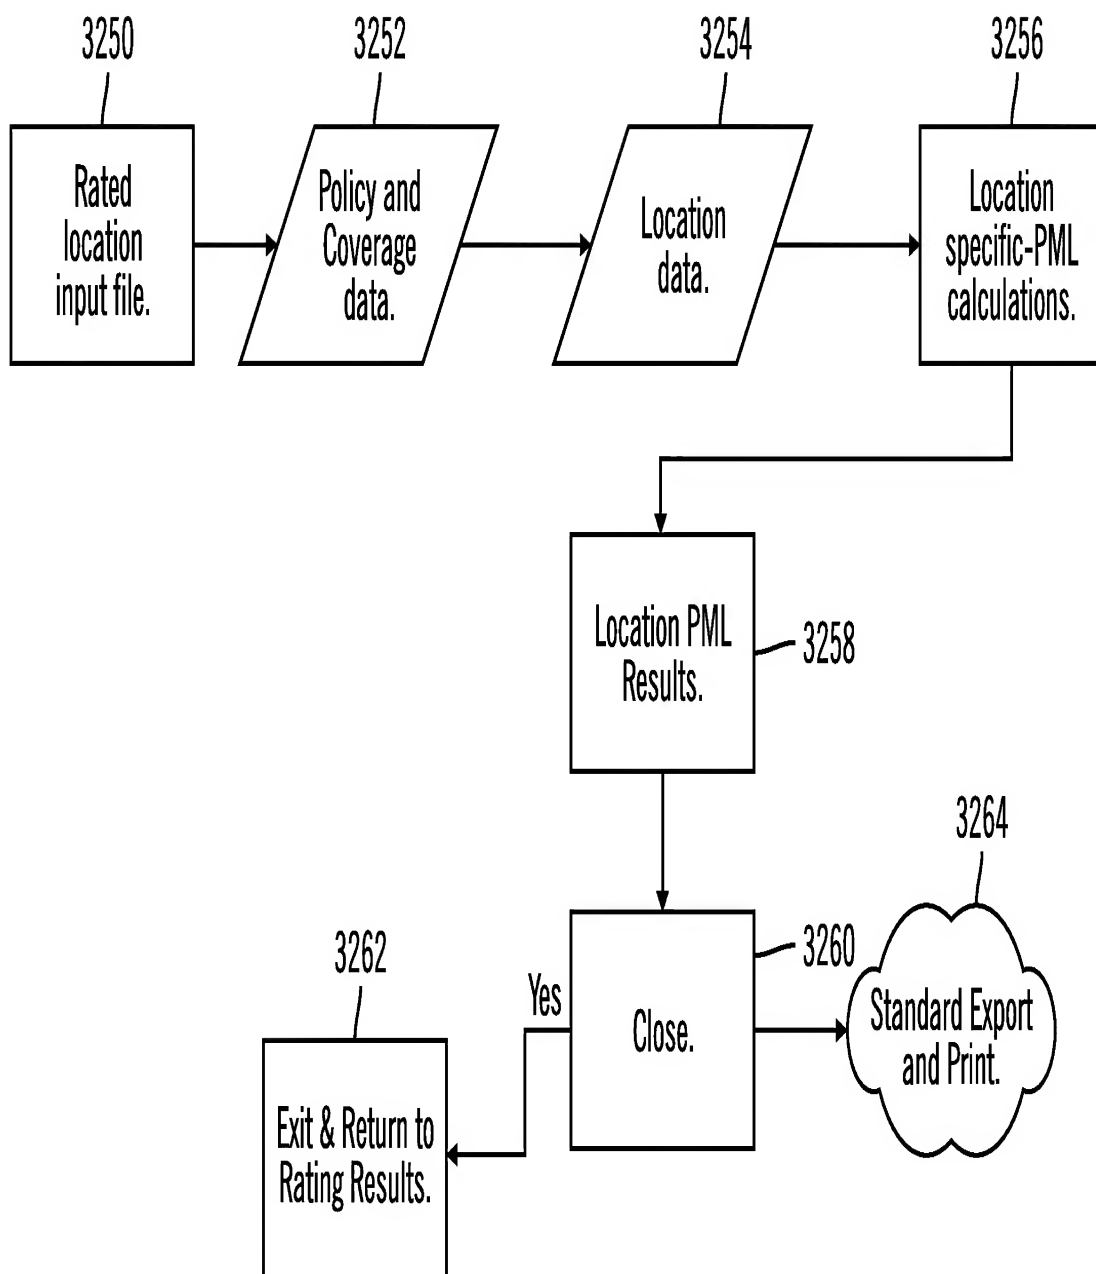 3250
3252
3254
3256
Rated
location
input file.
Policy and
Coverage
data.
Location
data.
Location
specific-PML
calculations.
Location PML
Results.
3258
3264
3262
3260
Yes
Close.
Standard Export
and Print.
Exit & Return to
Rating Results.